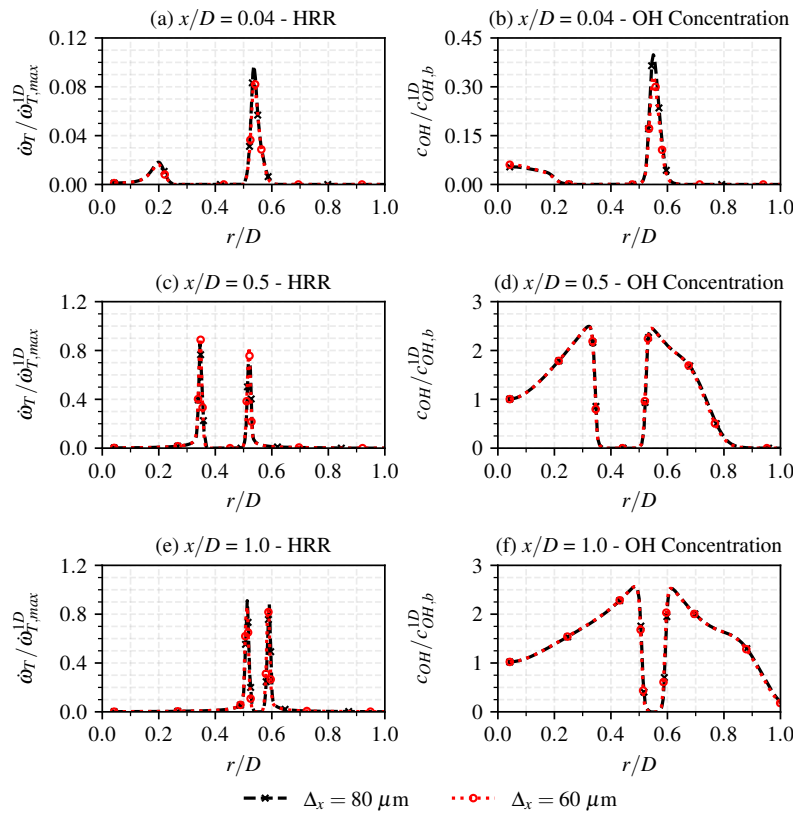 (a) x/D = 0.04 - HRR
(b) x/D = 0.04 - OH Concentration
ω̇_T / ω̇^{1D}_{T,max}
0.12
0.08
0.04
0.00
0.0 0.2 0.4 0.6 0.8 1.0
r/D
c_{OH}/c^{1D}_{OH,b}
0.45
0.30
0.15
0.00
0.0 0.2 0.4 0.6 0.8 1.0
r/D
(c) x/D = 0.5 - HRR
(d) x/D = 0.5 - OH Concentration
ω̇_T / ω̇^{1D}_{T,max}
1.2
0.8
0.4
0.0
0.0 0.2 0.4 0.6 0.8 1.0
r/D
c_{OH}/c^{1D}_{OH,b}
3
2
1
0
0.0 0.2 0.4 0.6 0.8 1.0
r/D
(e) x/D = 1.0 - HRR
(f) x/D = 1.0 - OH Concentration
ω̇_T / ω̇^{1D}_{T,max}
1.2
0.8
0.4
0.0
0.0 0.2 0.4 0.6 0.8 1.0
r/D
c_{OH}/c^{1D}_{OH,b}
3
2
1
0
0.0 0.2 0.4 0.6 0.8 1.0
r/D
Δ_x = 80 μm
Δ_x = 60 μm